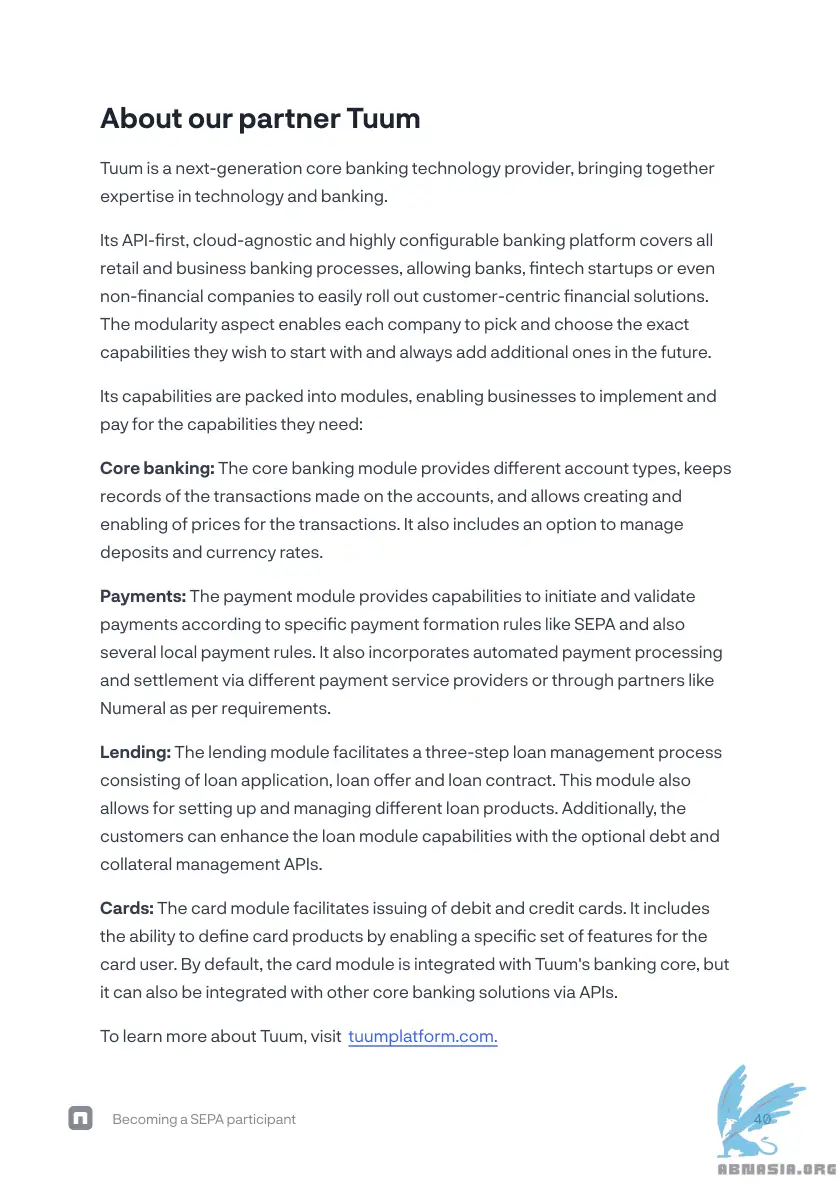 About our partner Tuum
Tuum is a next-generation core banking technology provider, bringing together
expertise in technology and banking.
Its API-first, cloud-agnostic and highly configurable banking platform covers all
retail and business banking processes, allowing banks, fintech startups or even
non-financial companies to easily roll out customer-centric financial solutions.
The modularity aspect enables each company to pick and choose the exact
capabilities they wish to start with and always add additional ones in the future.
Its capabilities are packed into modules, enabling businesses to implement and
pay for the capabilities they need:
Core banking: The core banking module provides different account types, keeps
records of the transactions made on the accounts, and allows creating and
enabling of prices for the transactions. It also includes an option to manage
deposits and currency rates.
Payments: The payment module provides capabilities to initiate and validate
payments according to specific payment formation rules like SEPA and also
several local payment rules. It also incorporates automated payment processing
and settlement via different payment service providers or through partners like
Numeral as per requirements.
Lending: The lending module facilitates a three-step loan management process
consisting of loan application, loan offer and loan contract. This module also
allows for setting up and managing different loan products. Additionally, the
customers can enhance the loan module capabilities with the optional debt and
collateral management APIs.
Cards: The card module facilitates issuing of debit and credit cards. It includes
the ability to define card products by enabling a specific set of features for the
card user. By default, the card module is integrated with Tuum's banking core, but
it can also be integrated with other core banking solutions via APIs.
To learn more about Tuum, visit tuumplatform.com.
n Becoming a SEPA participant 40
ABNASIA.ORG